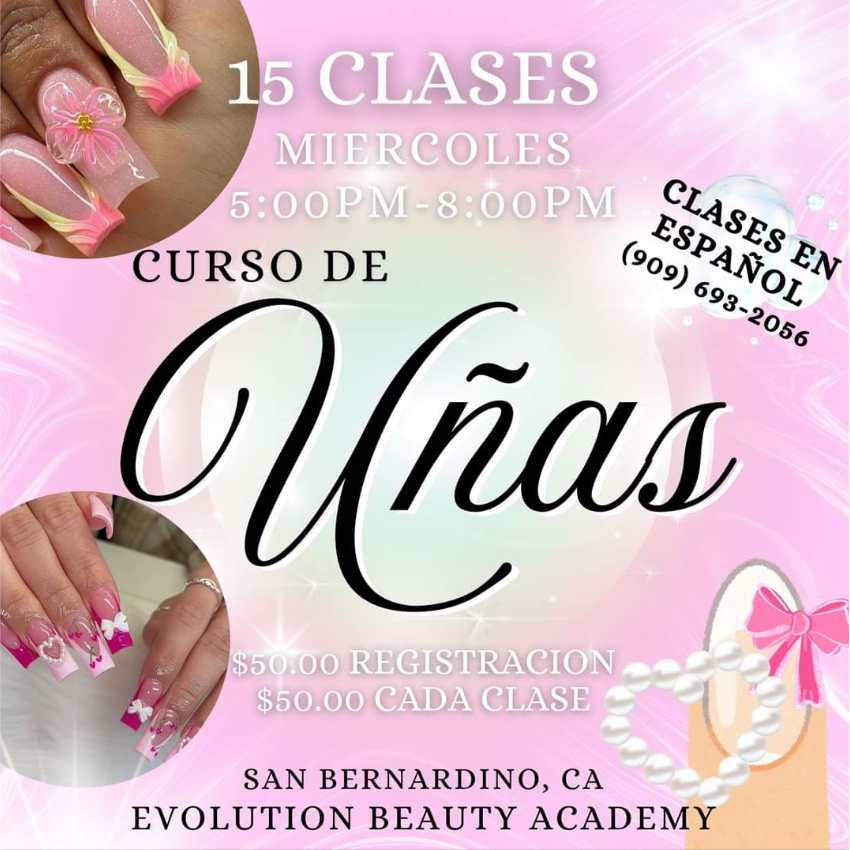 15 CLASES
MIERCOLES
5:00PM-8:00PM
CLASES EN
ESPAÑOL
(909) 693-2056
CURSO DE
Uñas
$50.00 REGISTRACION
$50.00 CADA CLASE
SAN BERNARDINO, CA
EVOLUTION BEAUTY ACADEMY